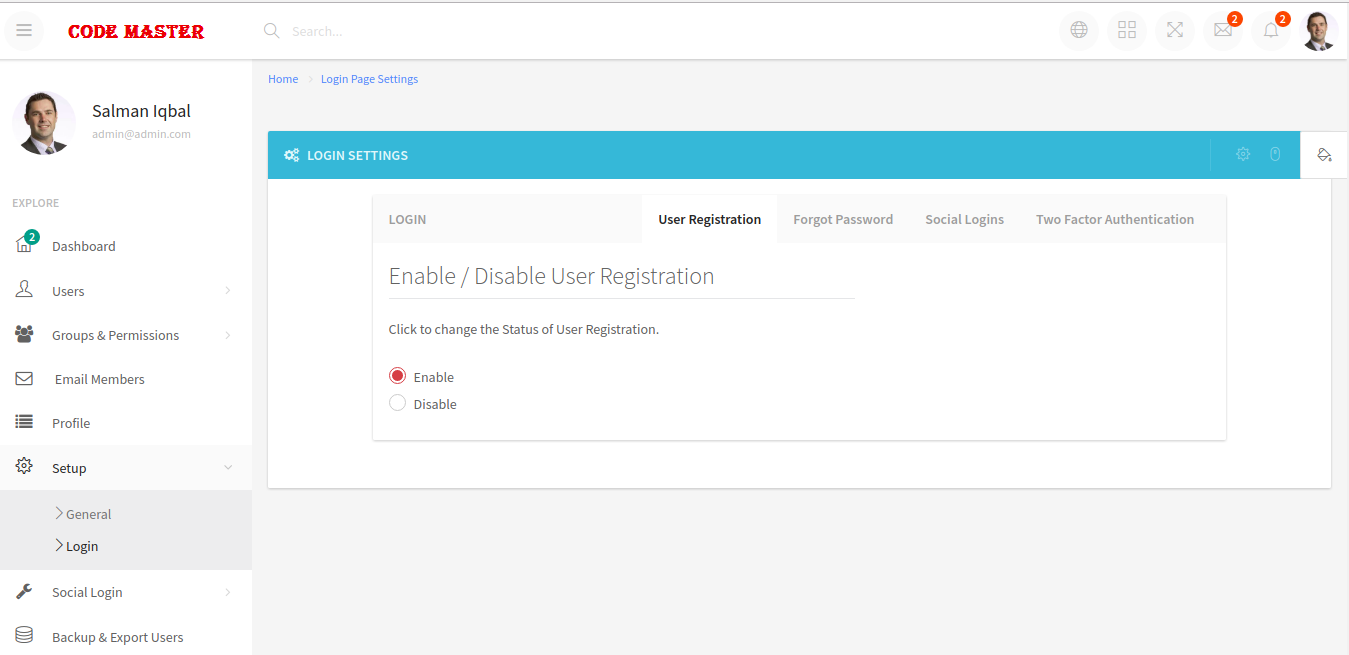 CODE MASTER
Search...
2
2
Home
Login Page Settings
Salman Iqbal
admin@admin.com
LOGIN SETTINGS
EXPLORE
2
Dashboard
Users
Groups & Permissions
Email Members
Profile
Setup
General
Login
Social Login
Backup & Export Users
LOGIN
User Registration
Forgot Password
Social Logins
Two Factor Authentication
Enable / Disable User Registration
Click to change the Status of User Registration.
Enable
Disable